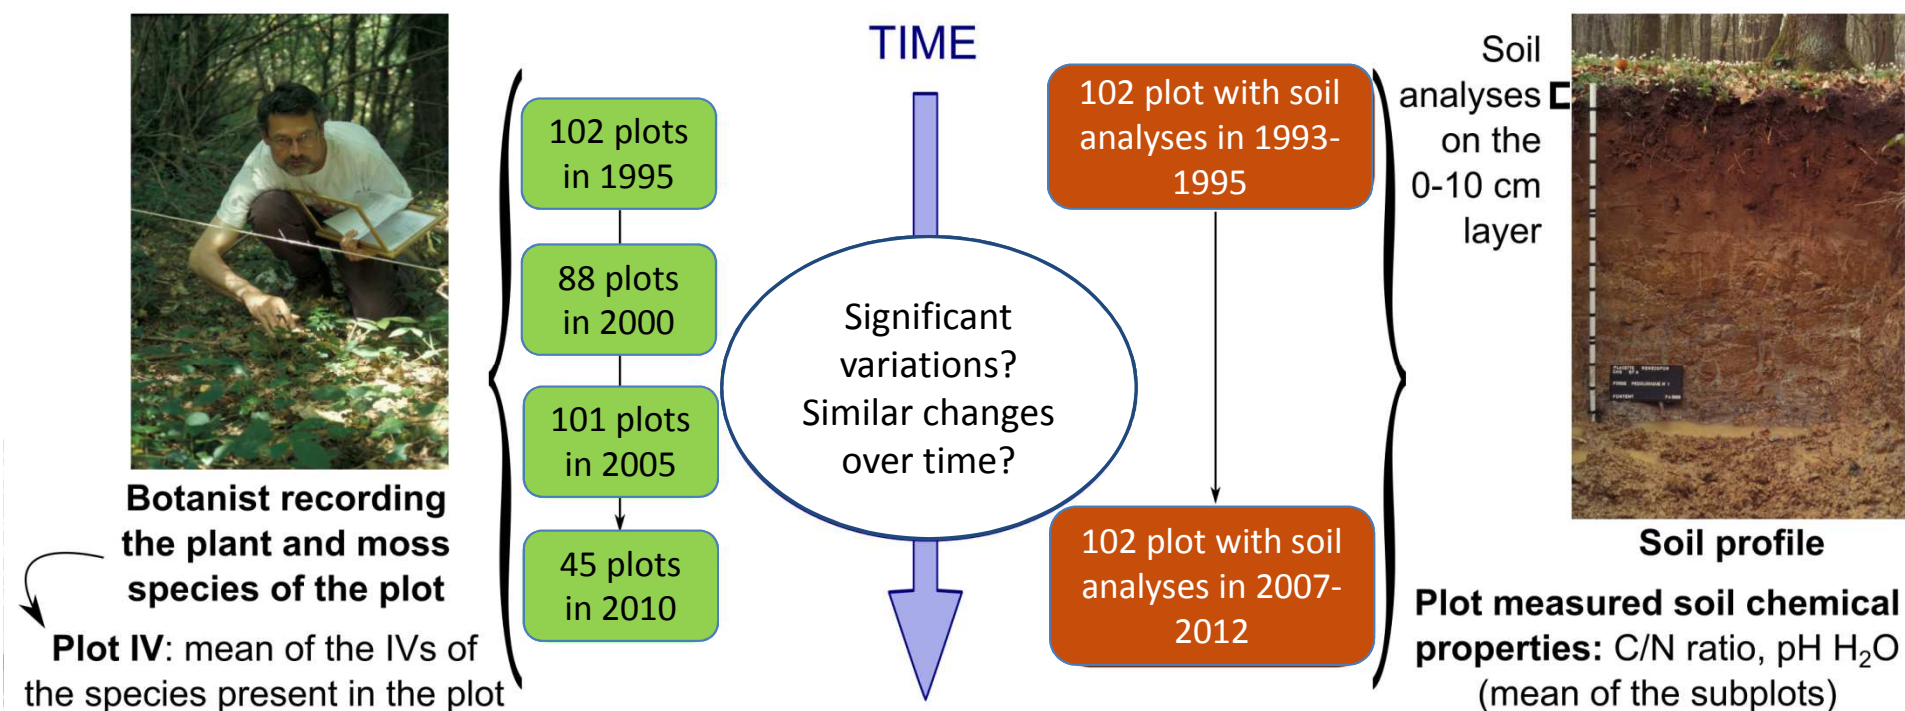 TIME
102 plots
in 1995
88 plots
in 2000
101 plots
in 2005
45 plots
in 2010
Botanist recording
the plant and moss
species of the plot
Plot IV: mean of the IVs of
the species present in the plot
Significant
variations?
Similar changes
over time?
102 plot with soil
analyses in 1993-
1995
102 plot with soil
analyses in 2007-
2012
Soil
analyses
on the
0-10 cm
layer
Soil profile
Plot measured soil chemical
properties: C/N ratio, pH H₂O
(mean of the subplots)